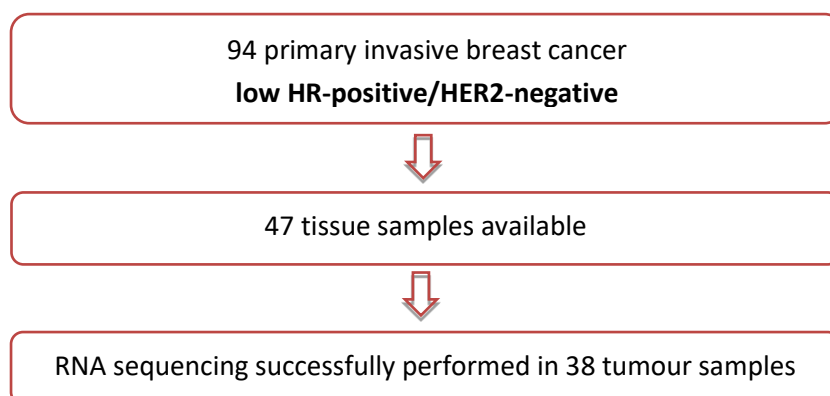 94 primary invasive breast cancer
low HR-positive/HER2-negative
47 tissue samples available
RNA sequencing successfully performed in 38 tumour samples